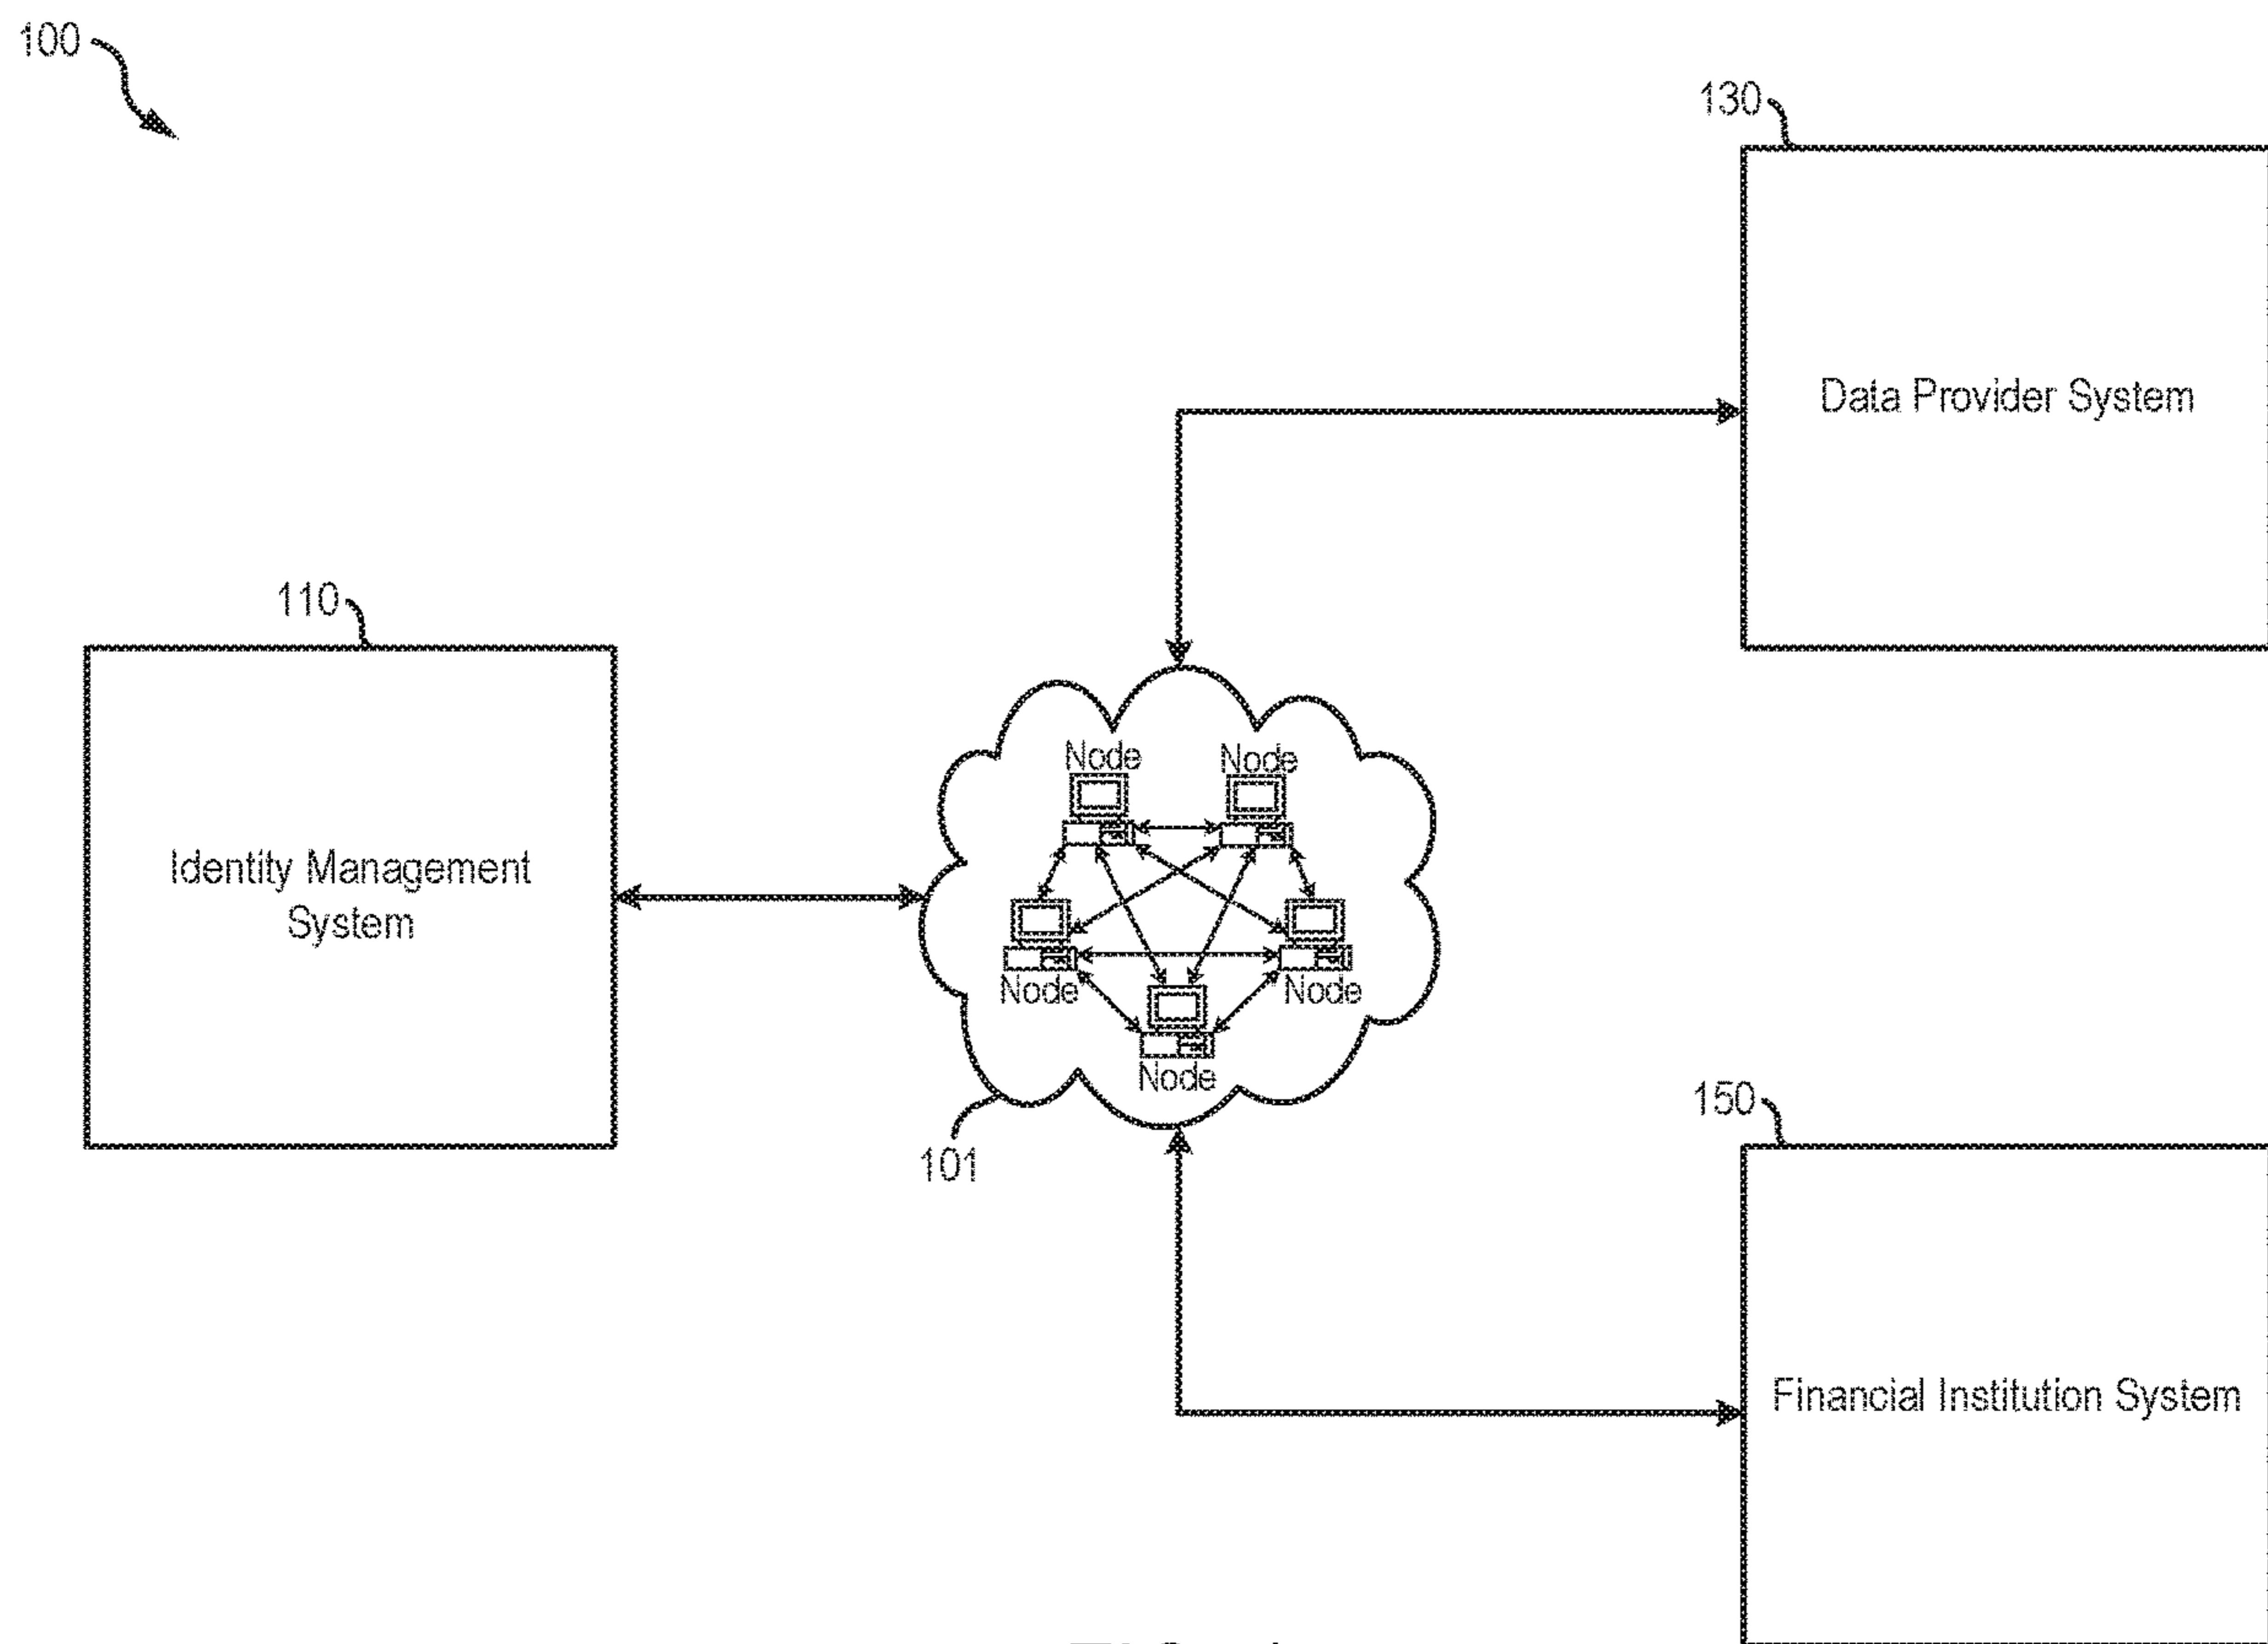 100
130
Data Provider System
110
Identity Management
System
Node
Node
Node
Node
Node
101
150
Financial Institution System